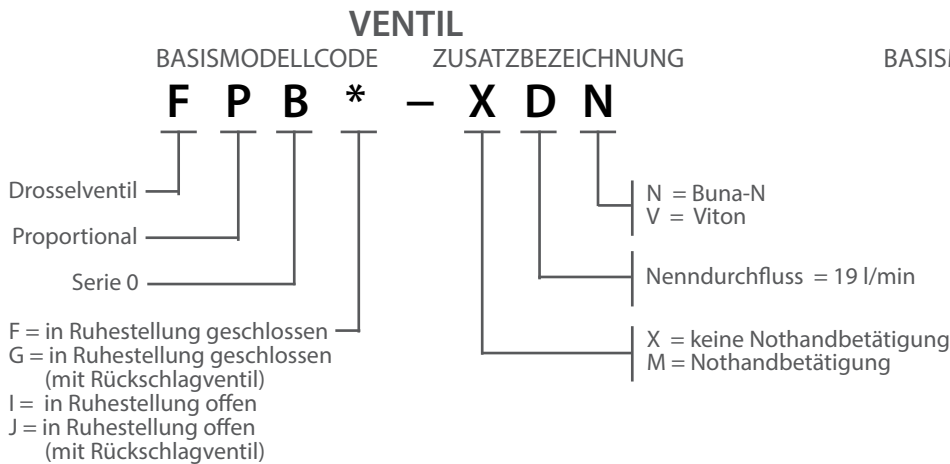 VENTIL
BASISMODELLCODE ZUSATZBEZEICHNUNG BASISM
F P B * – X D N
Drosselventil
Proportional
Serie 0
F = in Ruhestellung geschlossen
G = in Ruhestellung geschlossen
(mit Rückschlagventil)
I = in Ruhestellung offen
J = in Ruhestellung offen
(mit Rückschlagventil)
N = Buna-N
V = Viton
Nenndurchfluss = 19 l/min
X = keine Nothandbetätigung
M = Nothandbetätigung